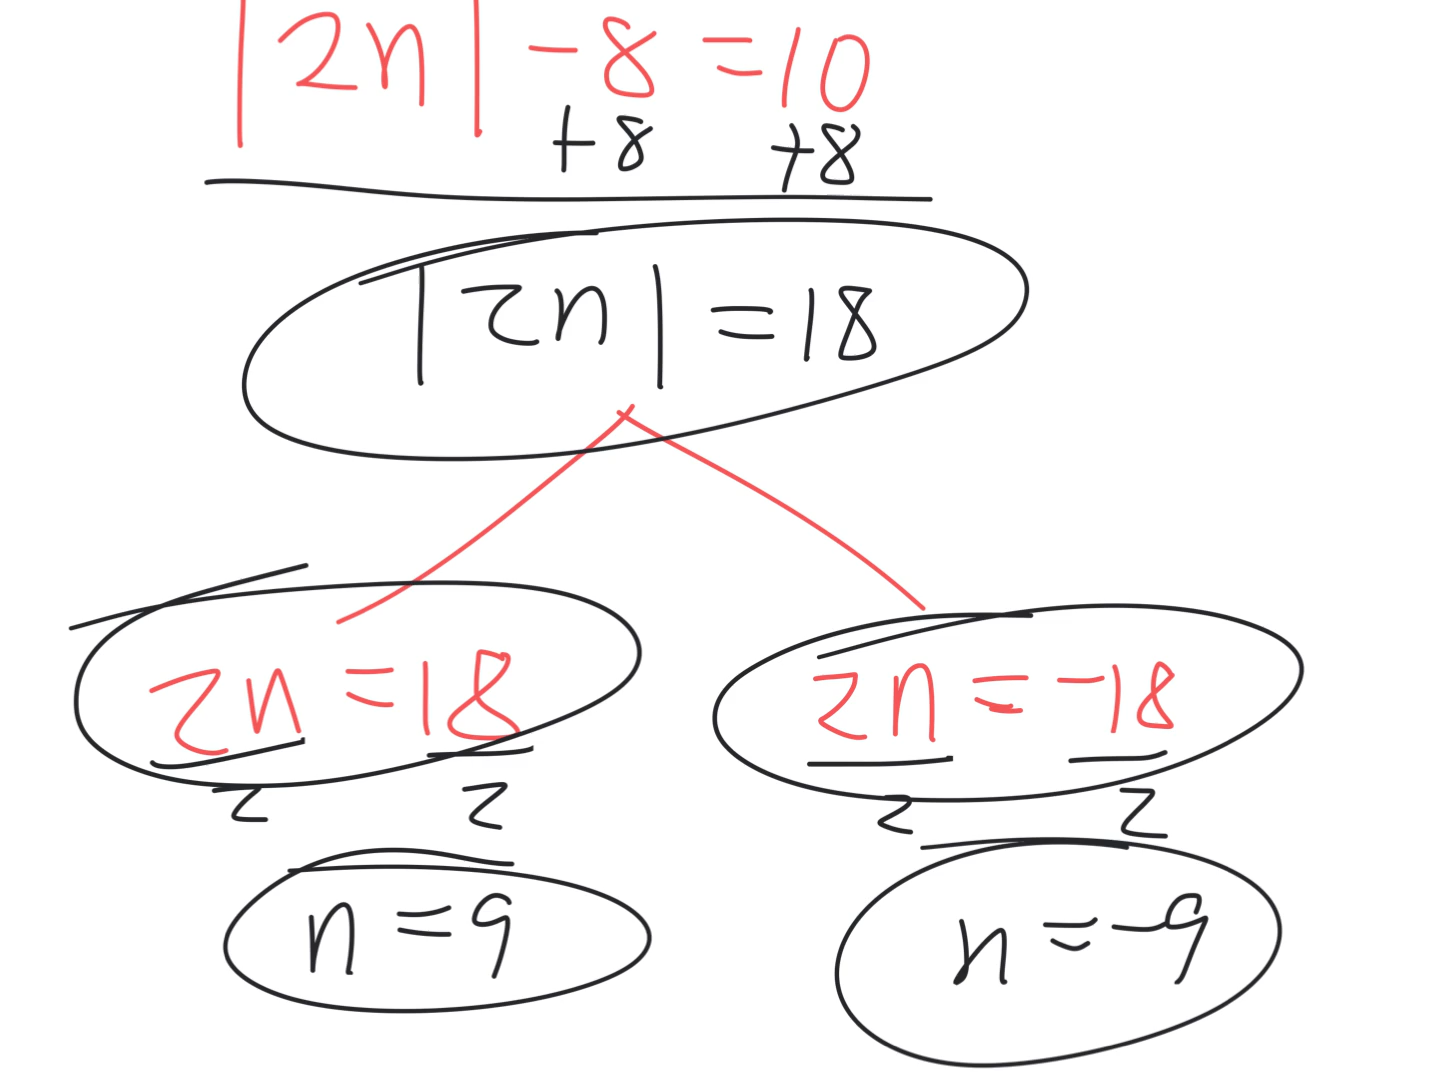 |2n| - 8 = 10
+8 +8
|2n| = 18
2n = 18 2n = -18
2 2 2 2
n = 9 n = -9